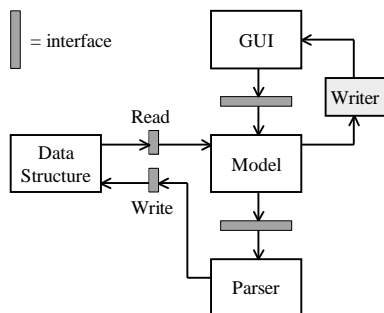 = interface
GUI
Writer
Read
Data
Structure
Model
Write
Parser